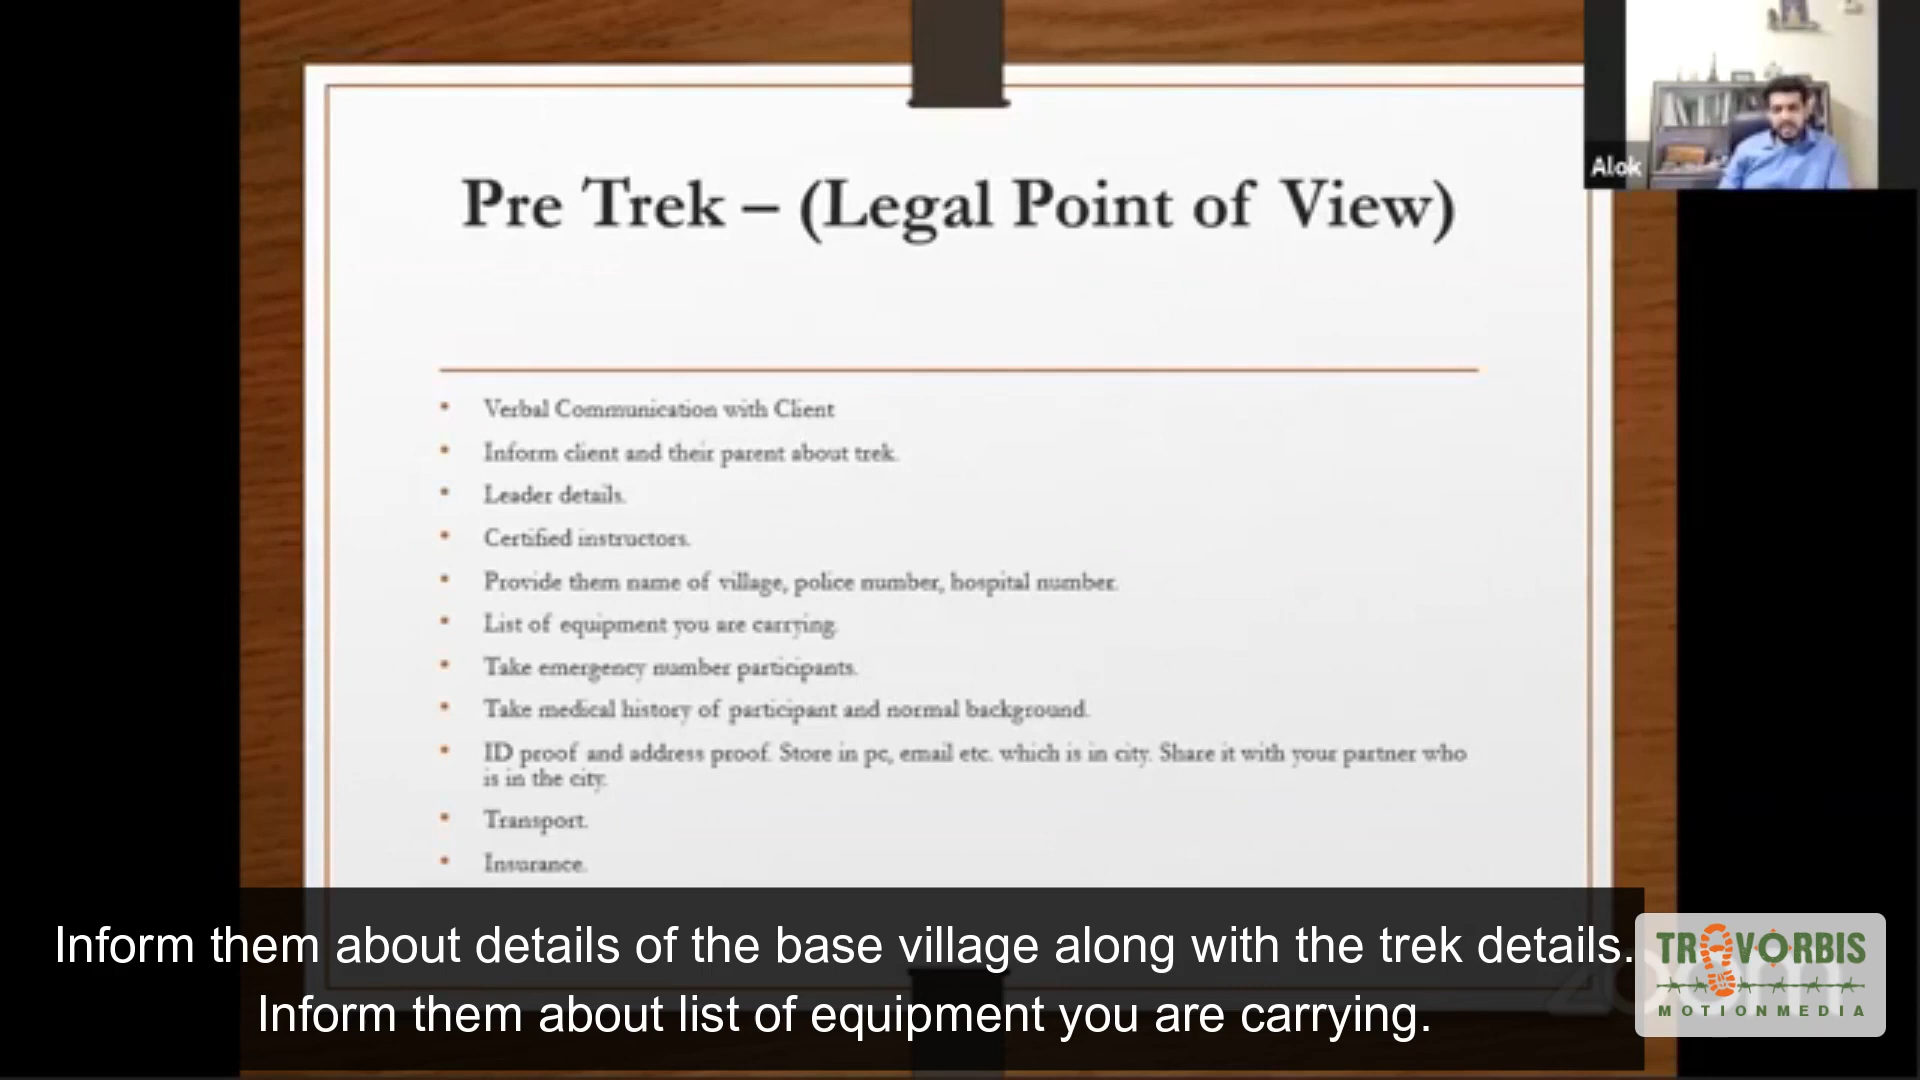 Pre Trek – (Legal Point of View)
Alok
• Verbal Communication with Client
• Inform client and their parent about trek.
• Leader details.
• Certified instructors.
• Provide them name of village, police number, hospital number.
• List of equipment you are carrying.
• Take emergency number participants.
• Take medical history of participant and normal background.
• ID proof and address proof. Store in pc, email etc. which is in city. Share it with your partner who
is in the city.
• Transport.
• Insurance.
Inform them about details of the base village along with the trek details.
Inform them about list of equipment you are carrying.
zoom
TRAVORBIS
MOTIONMEDIA